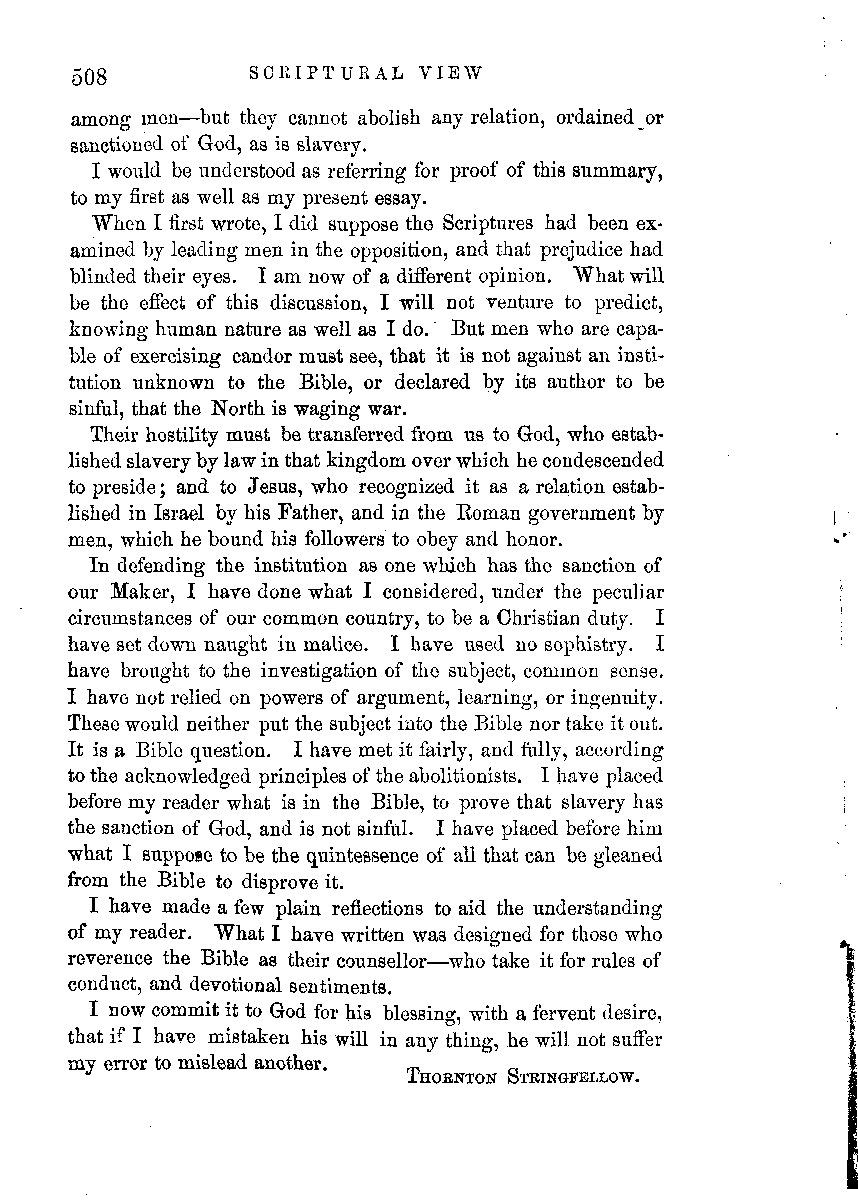 508 SCRIPTURAL VIEW
among men—but they cannot abolish any relation, ordained or
sanctioned of God, as is slavery.
I would be understood as referring for proof of this summary,
to my first as well as my present essay.
When I first wrote, I did suppose the Scriptures had been ex-
amined by leading men in the opposition, and that prejudice had
blinded their eyes. I am now of a different opinion. What will
be the effect of this discussion, I will not venture to predict,
knowing human nature as well as I do. But men who are capa-
ble of exercising candor must see, that it is not against an insti-
tution unknown to the Bible, or declared by its author to be
sinful, that the North is waging war.
Their hostility must be transferred from us to God, who estab-
lished slavery by law in that kingdom over which he condescended
to preside; and to Jesus, who recognized it as a relation estab-
lished in Israel by his Father, and in the Roman government by
men, which he bound his followers to obey and honor.
In defending the institution as one which has the sanction of
our Maker, I have done what I considered, under the peculiar
circumstances of our common country, to be a Christian duty. I
have set down naught in malice. I have used no sophistry. I
have brought to the investigation of the subject, common sense.
I have not relied on powers of argument, learning, or ingenuity.
These would neither put the subject into the Bible nor take it out.
It is a Bible question. I have met it fairly, and fully, according
to the acknowledged principles of the abolitionists. I have placed
before my reader what is in the Bible, to prove that slavery has
the sanction of God, and is not sinful. I have placed before him
what I suppose to be the quintessence of all that can be gleaned
from the Bible to disprove it.
I have made a few plain reflections to aid the understanding
of my reader. What I have written was designed for those who
reverence the Bible as their counsellor—who take it for rules of
conduct, and devotional sentiments.
I now commit it to God for his blessing, with a fervent desire,
that if I have mistaken his will in any thing, he will not suffer
my error to mislead another.
THORNTON STRINGFELLOW.